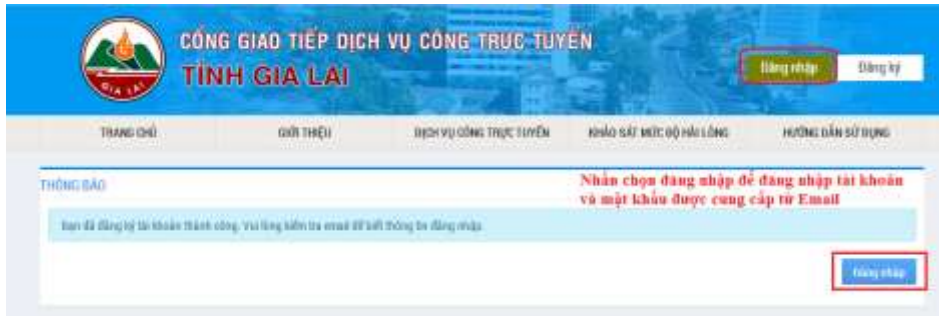 CỔNG GIAO TIẾP DỊCH VỤ CÔNG TRỰC TUYẾN
TỈNH GIA LAI
GIA LAI
Đăng nhập
Đăng ký
TRANG CHỦ
GIỚI THIỆU
DỊCH VỤ CÔNG TRỰC TUYẾN
KHẢO SÁT MỨC ĐỘ HÀI LÒNG
HƯỚNG DẪN SỬ DỤNG
THÔNG BÁO
Nhấn chọn đăng nhập để đăng nhập tài khoản
và mật khẩu được cung cấp từ Email
Bạn đã đăng ký tài khoản thành công. Vui lòng kiểm tra email để biết thông tin đăng nhập.
Đăng nhập